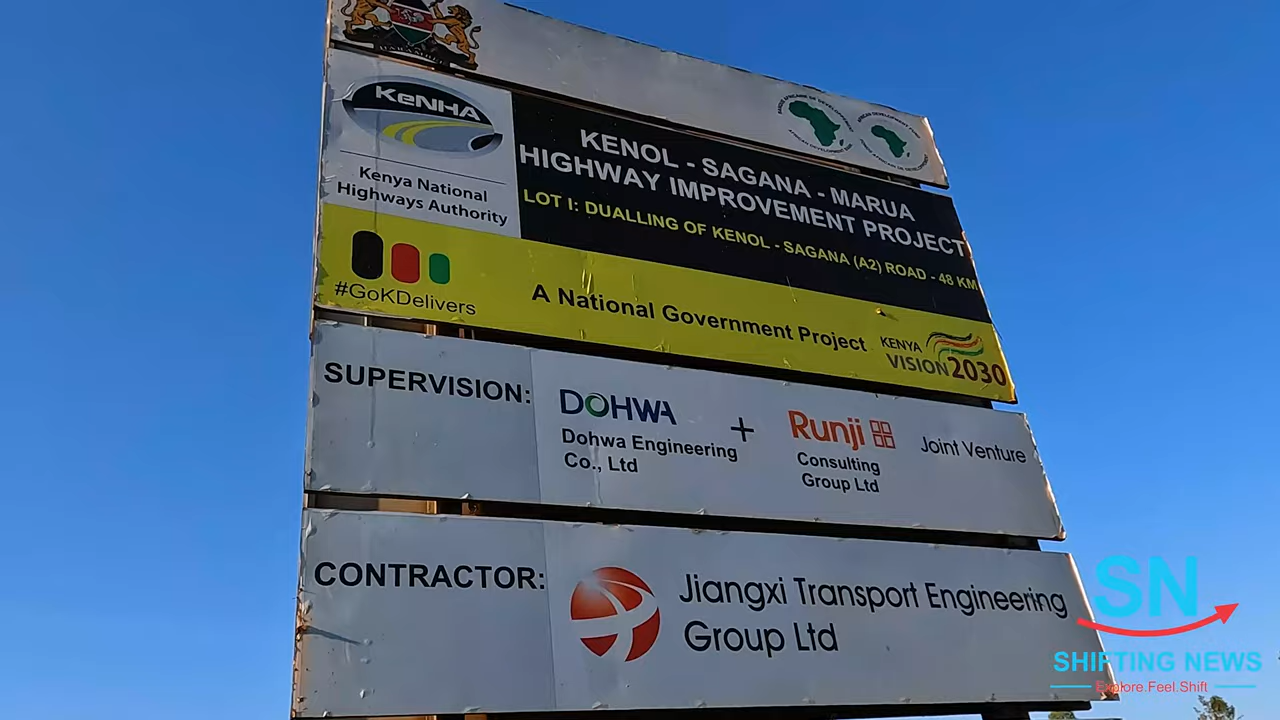 HARAMBEE
KeNHA
Kenya National
Highways Authority
KENOL - SAGANA - MARUA
HIGHWAY IMPROVEMENT PROJECT
LOT I: DUALLING OF KENOL - SAGANA (A2) ROAD - 48 KM
#GoKDelivers
A National Government Project
KENYA
VISION 2030
SUPERVISION:
DOHWA
Dohwa Engineering
Co., Ltd
+
Runji
Consulting
Group Ltd
Joint Venture
CONTRACTOR:
Jiangxi Transport Engineering
Group Ltd
SN
SHIFTING NEWS
Explore.Feel.Shift